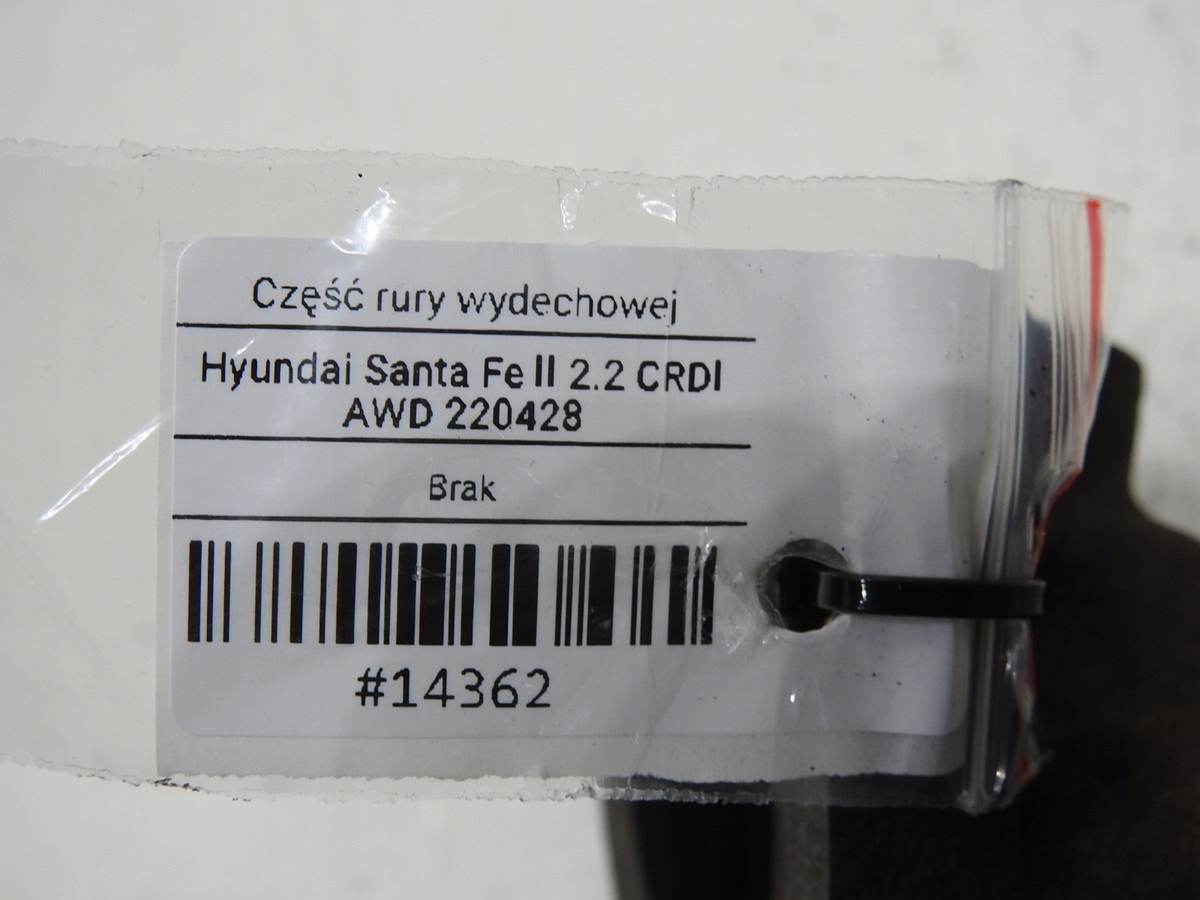 Część rury wydechowej
Hyundai Santa Fe II 2.2 CRDI
AWD 220428
Brak
#14362